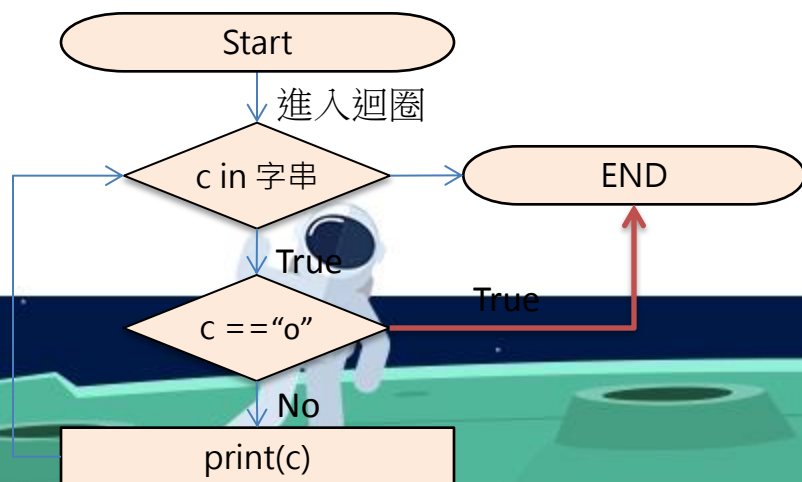 Start
進入迴圈
c in 字串
END
True
True
c ==“o”
No
print(c)